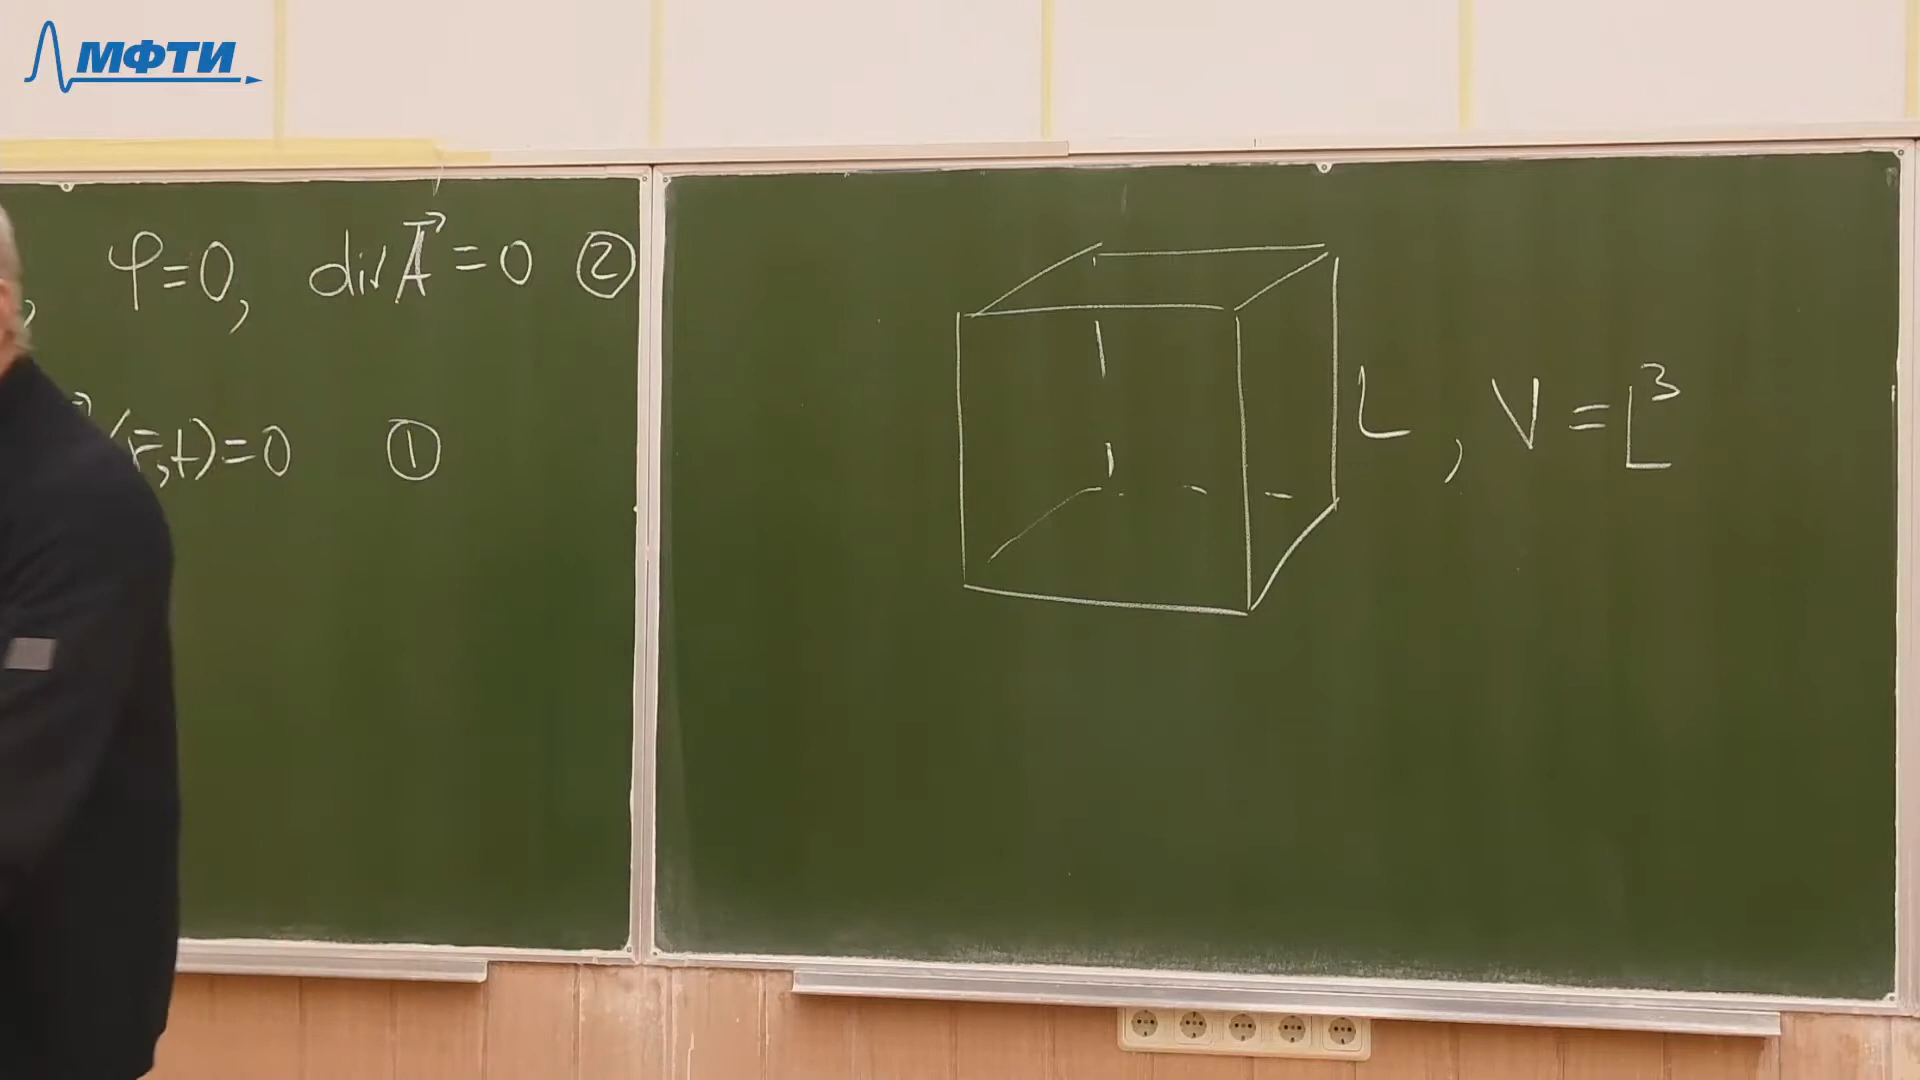 МФТИ
, φ=0, div A⃗ = 0 ②
(r̄,t)=0 ①
L, V = L³